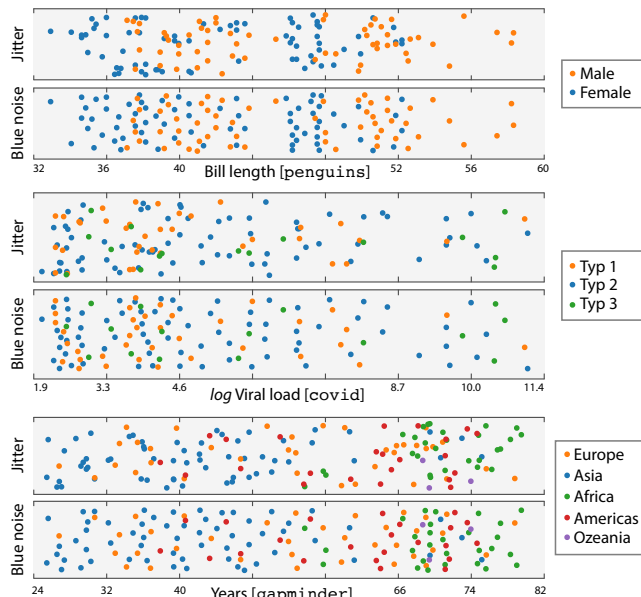 Jitter
Male
Female
Blue noise
32 36 40 52 56 60
Bill length [penguins]
Jitter
Typ 1
Typ 2
Typ 3
Blue noise
1.9 3.3 4.6 8.7 10.0 11.4
log Viral load [covid]
Jitter
Europe
Asia
Africa
Americas
Ozeania
Blue noise
24 32 40 66 74 82
Years [gapminder]